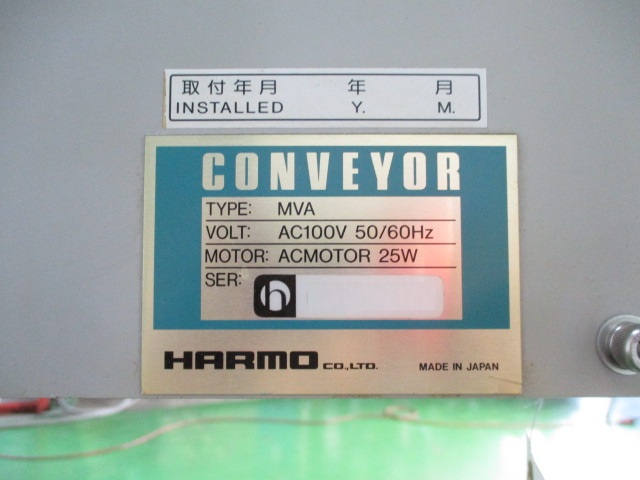 取付年月 年 月
INSTALLED Y. M.
CONVEYOR
TYPE: MVA
VOLT: AC100V 50/60Hz
MOTOR: ACMOTOR 25W
SER: h
HARMO CO.,LTD. MADE IN JAPAN